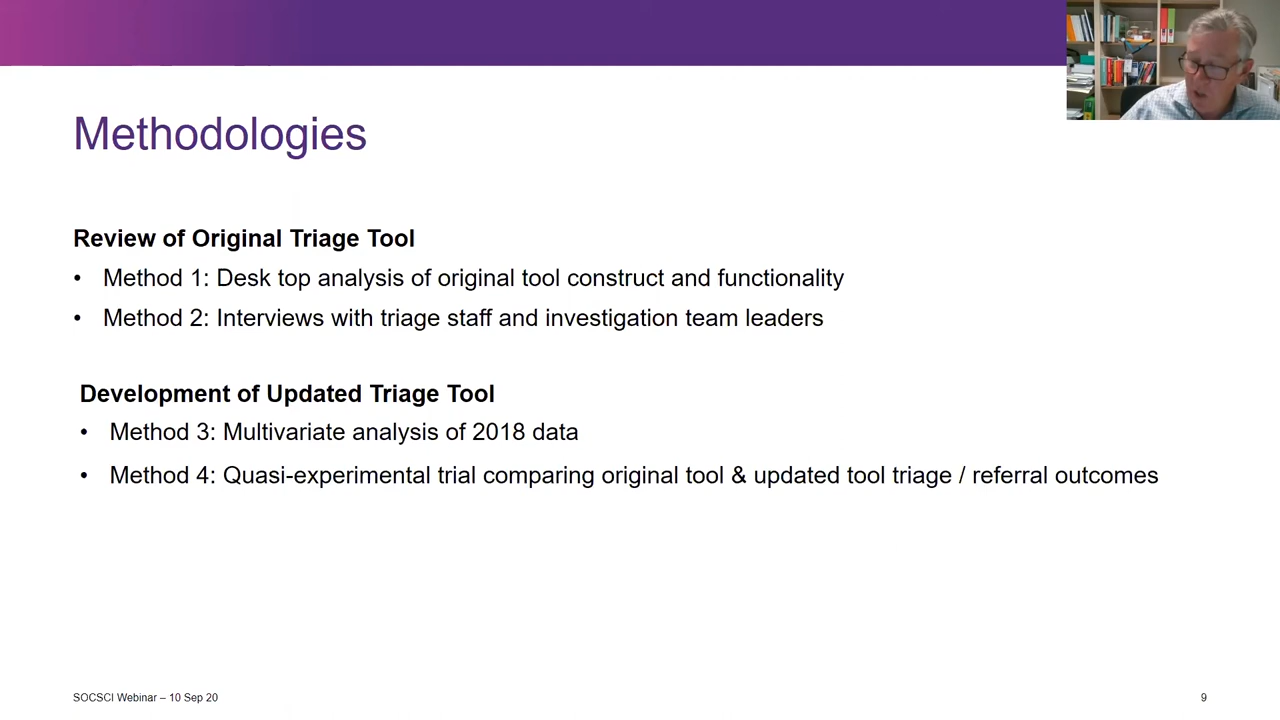 Methodologies
Review of Original Triage Tool
• Method 1: Desk top analysis of original tool construct and functionality
• Method 2: Interviews with triage staff and investigation team leaders
Development of Updated Triage Tool
• Method 3: Multivariate analysis of 2018 data
• Method 4: Quasi-experimental trial comparing original tool & updated tool triage / referral outcomes
SOCSCI Webinar – 10 Sep 20
9